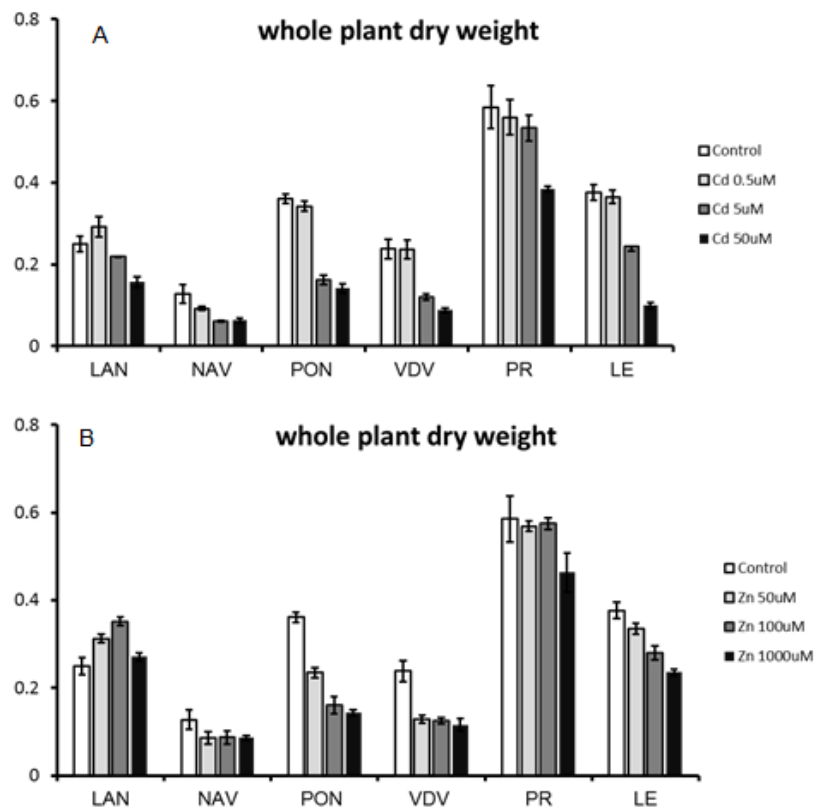 A
whole plant dry weight
0.8
0.6
0.4
0.2
0
Control
Cd 0.5uM
Cd 5uM
Cd 50uM
LAN NAV PON VDV PR LE
B
whole plant dry weight
0.8
0.6
0.4
0.2
0
Control
Zn 50uM
Zn 100uM
Zn 1000uM
LAN NAV PON VDV PR LE